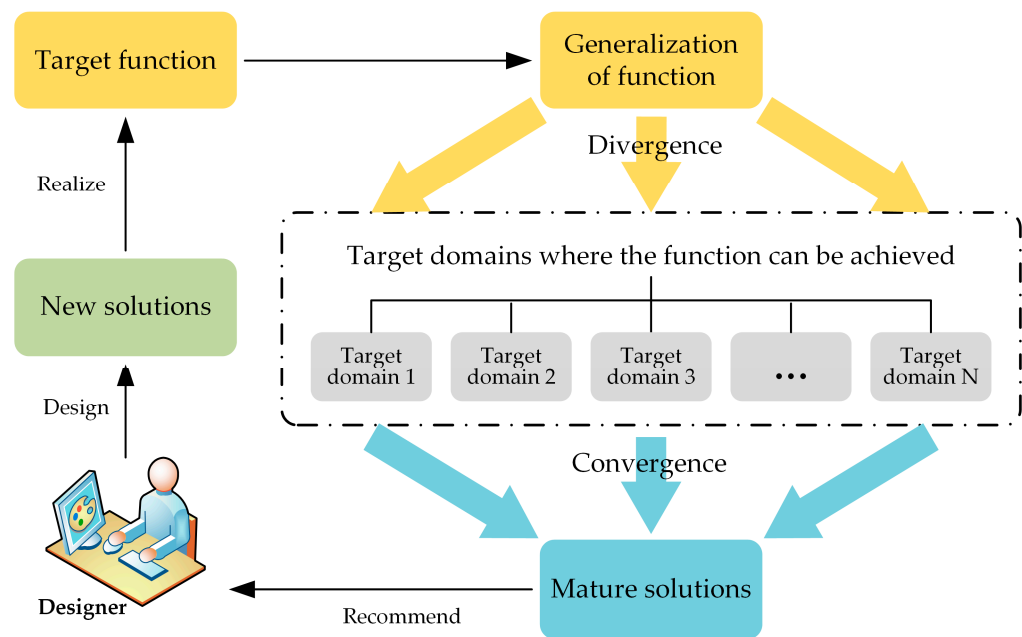 Target function
Generalization
of function
Divergence
Realize
Target domains where the function can be achieved
New solutions
Target
domain 1
Target
domain 2
Target
domain 3
...
Target
domain N
Design
Convergence
Designer
Recommend
Mature solutions